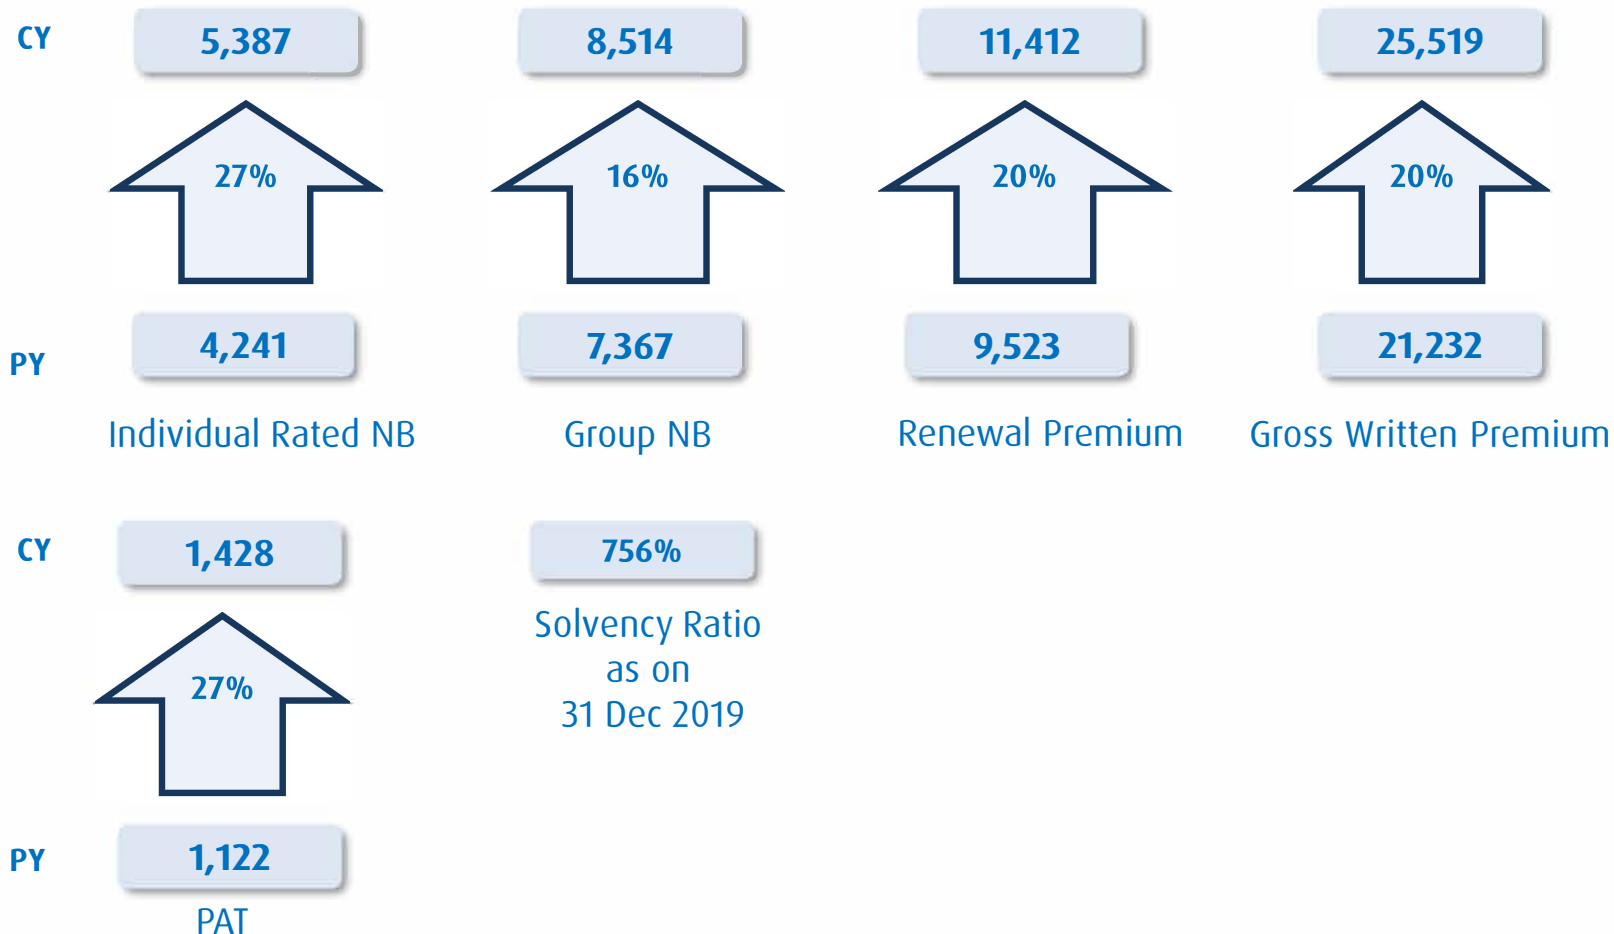 CY 5,387 8,514 11,412 25,519
27% 16% 20% 20%
PY 4,241 7,367 9,523 21,232
Individual Rated NB Group NB Renewal Premium Gross Written Premium
CY 1,428 756%
Solvency Ratio
as on
31 Dec 2019
27%
PY 1,122
PAT